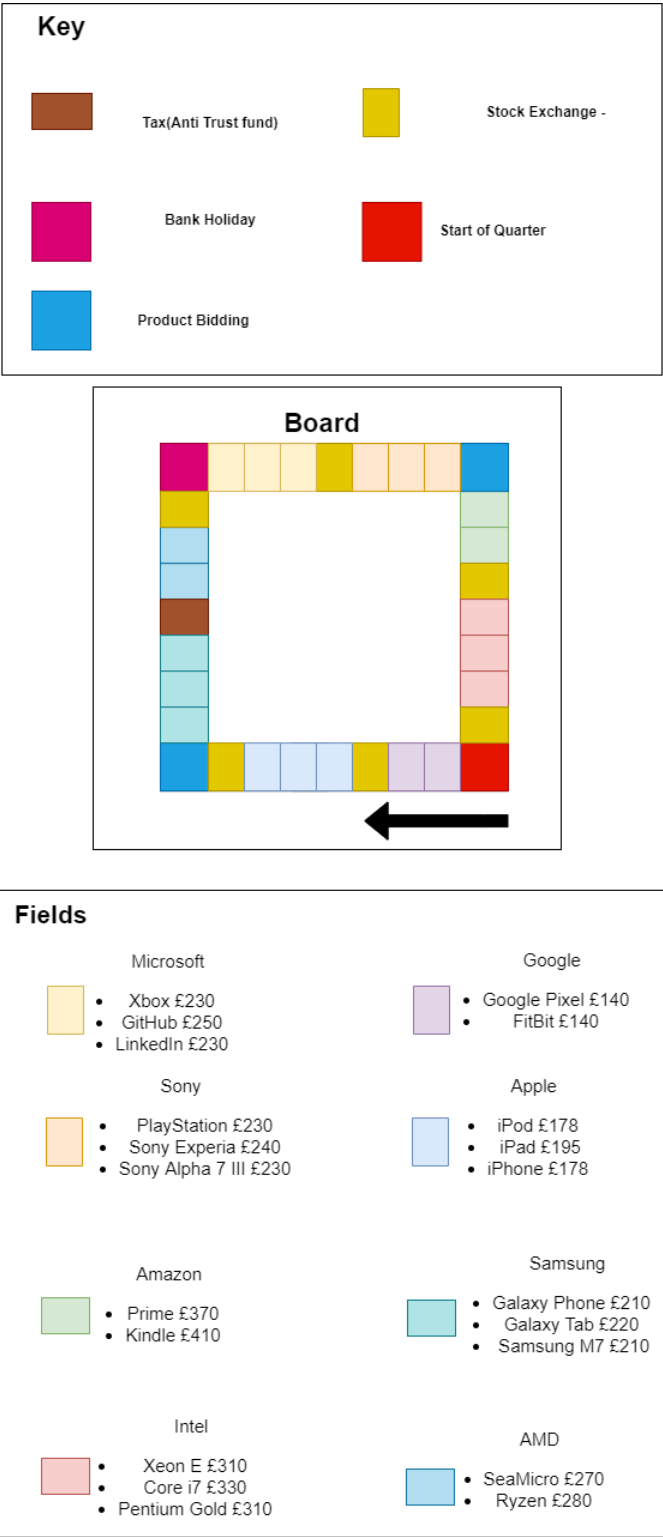 Key
Tax(Anti Trust fund)
Stock Exchange -
Bank Holiday
Start of Quarter
Product Bidding
Board
Fields
Microsoft
• Xbox £230
• GitHub £250
• LinkedIn £230
Google
• Google Pixel £140
• FitBit £140
Sony
• PlayStation £230
• Sony Experia £240
• Sony Alpha 7 III £230
Apple
• iPod £178
• iPad £195
• iPhone £178
Amazon
• Prime £370
• Kindle £410
Samsung
• Galaxy Phone £210
• Galaxy Tab £220
• Samsung M7 £210
Intel
• Xeon E £310
• Core i7 £330
• Pentium Gold £310
AMD
• SeaMicro £270
• Ryzen £280